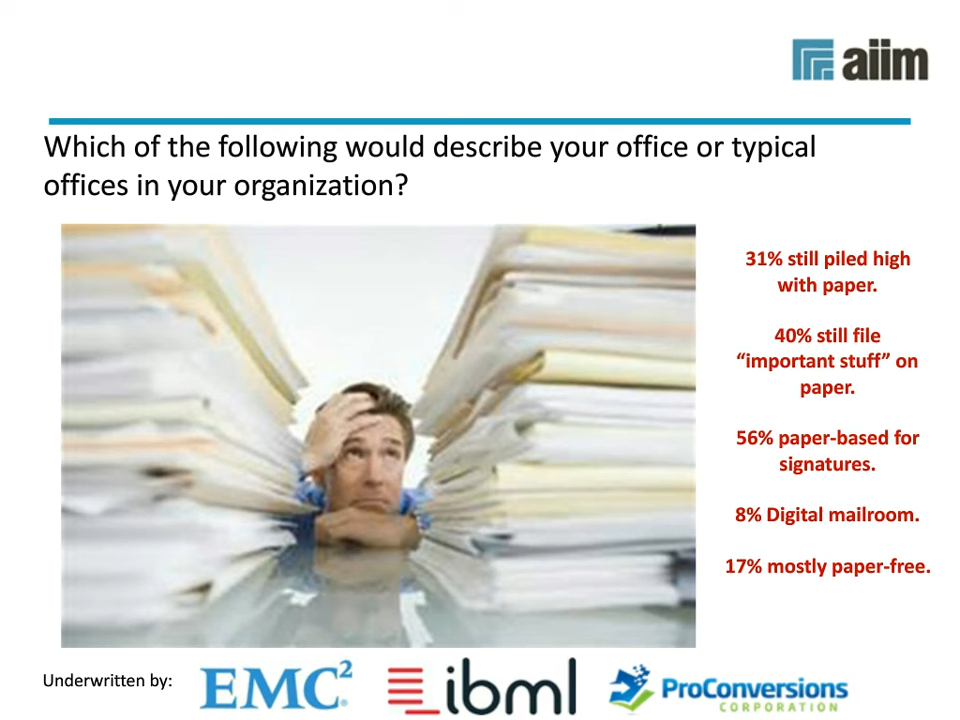 aiim
Which of the following would describe your office or typical
offices in your organization?
31% still piled high
with paper.
40% still file
“important stuff” on
paper.
56% paper-based for
signatures.
8% Digital mailroom.
17% mostly paper-free.
Underwritten by:
EMC²
ibml
ProConversions
CORPORATION